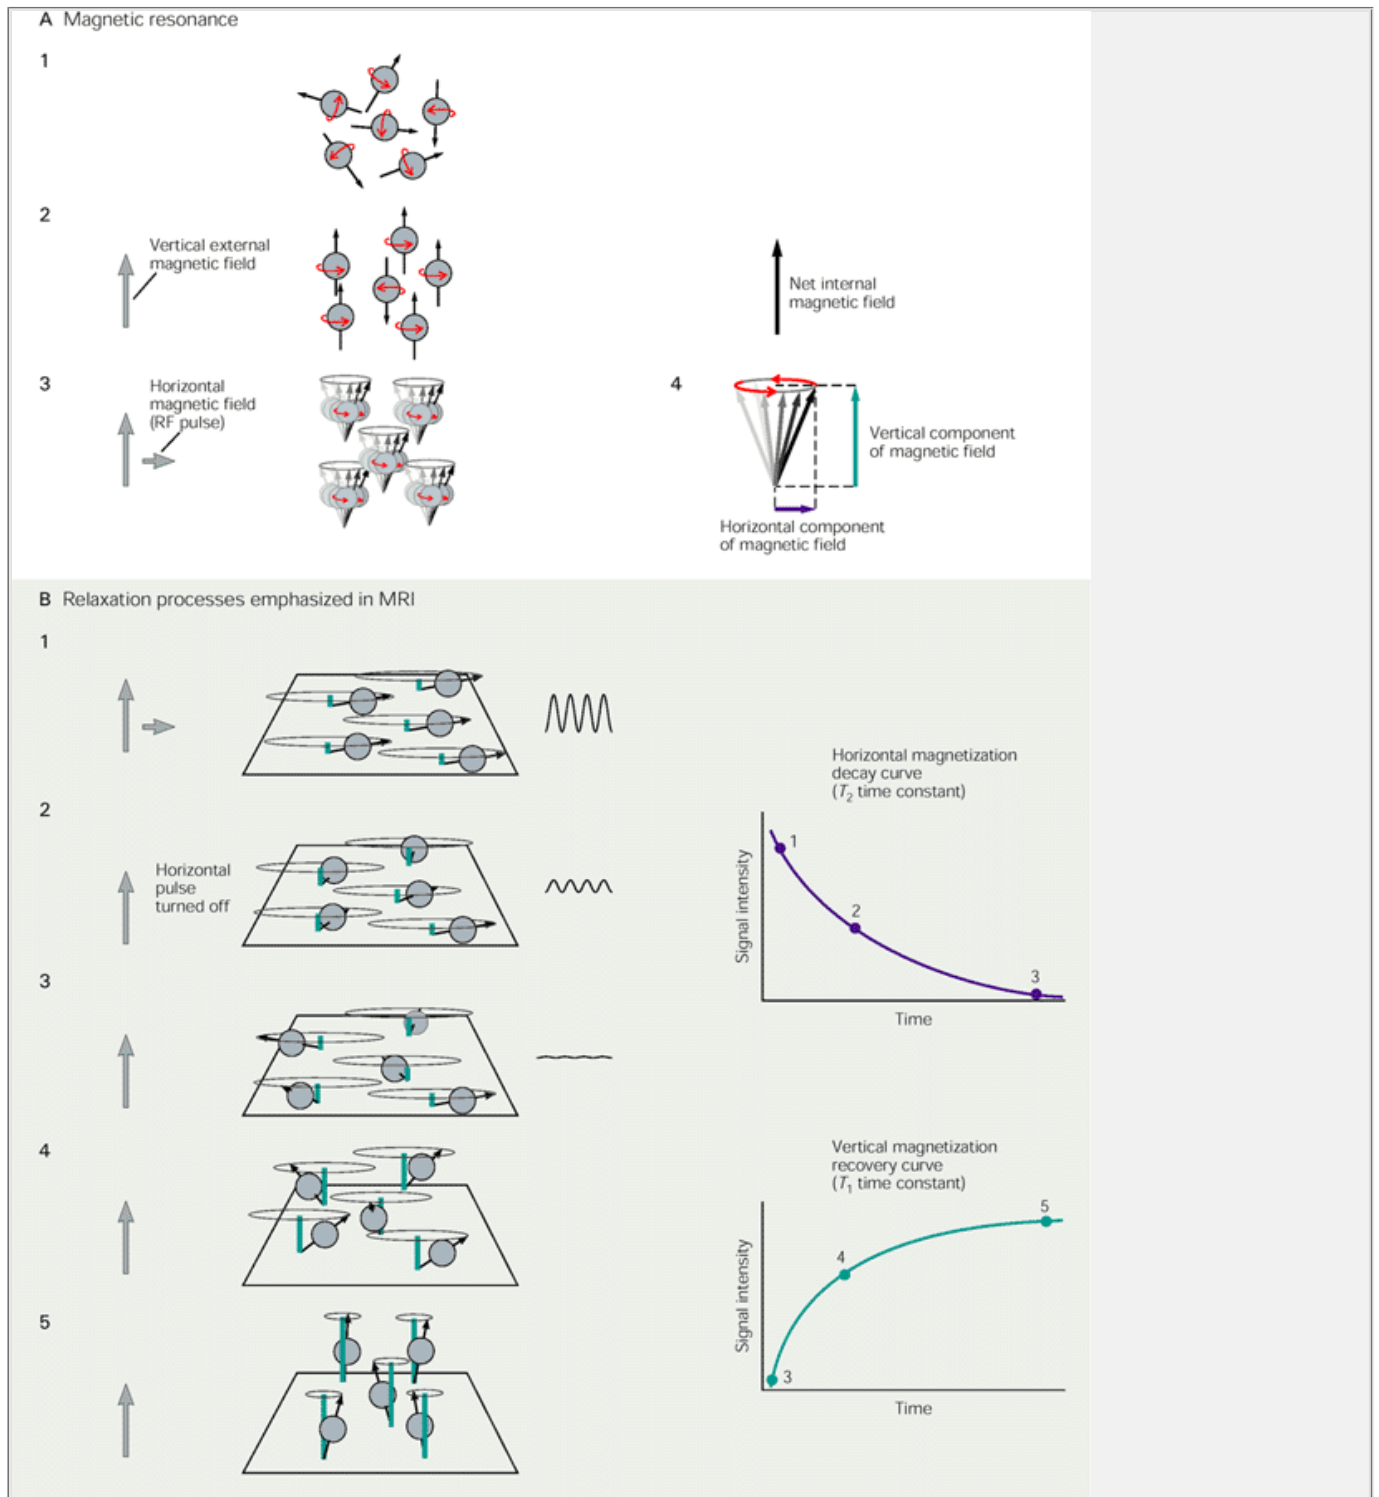 A Magnetic resonance
1
2
Vertical external
magnetic field
Net internal
magnetic field
3
Horizontal
magnetic field
(RF pulse)
4
Vertical component
of magnetic field
Horizontal component
of magnetic field
B Relaxation processes emphasized in MRI
1
2
Horizontal
pulse
turned off
3
4
5
Horizontal magnetization
decay curve
(T2 time constant)
Signal intensity
1
2
3
Time
Vertical magnetization
recovery curve
(T1 time constant)
Signal intensity
5
4
3
Time